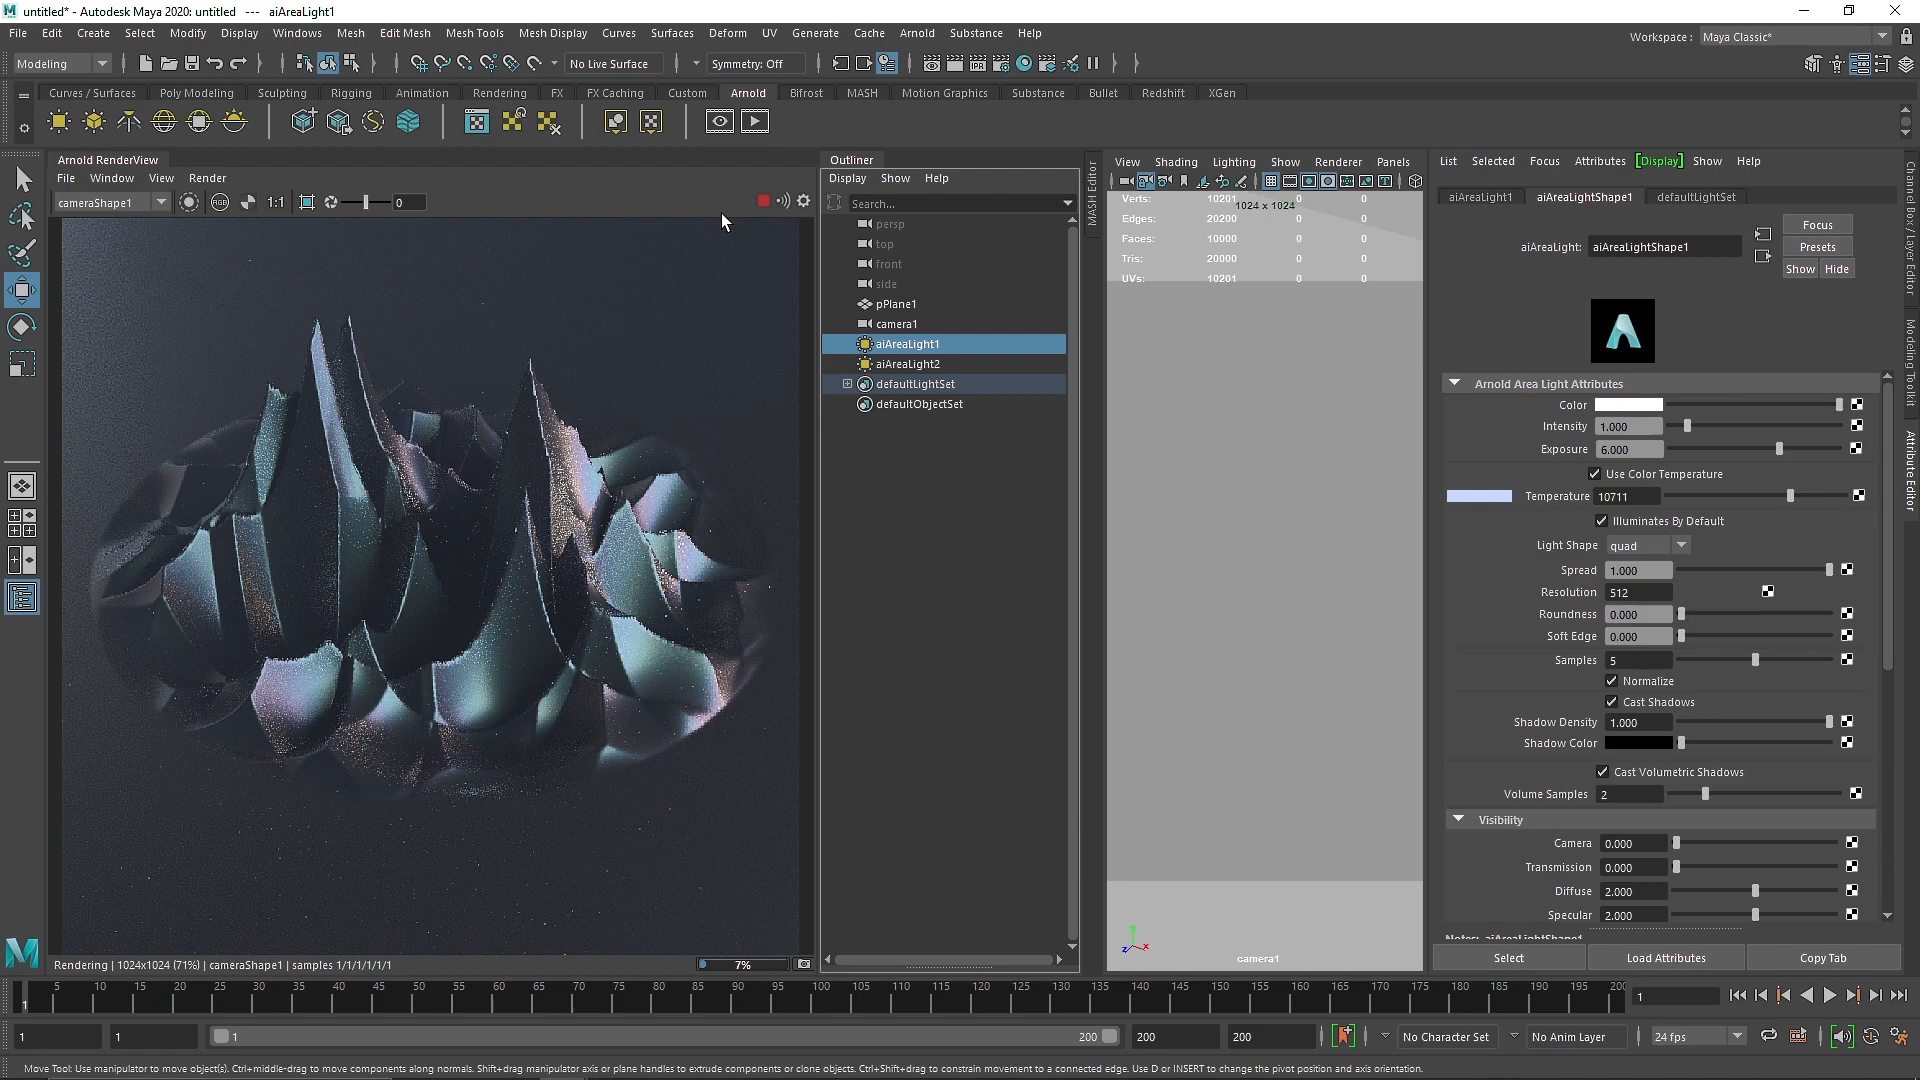 untitled* - Autodesk Maya 2020: untitled   ---   aiAreaLight1
File Edit Create Select Modify Display Windows Mesh Edit Mesh Mesh Tools Mesh Display Curves Surfaces Deform UV Generate Cache Arnold Substance Help
Workspace : Maya Classic*
Modeling No Live Surface Symmetry: Off
Curves / Surfaces Poly Modeling Sculpting Rigging Animation Rendering FX FX Caching Custom Arnold Bifrost MASH Motion Graphics Substance Bullet Redshift XGen
Arnold RenderView
File Window View Render
cameraShape1 RGB 1:1 0
Rendering | 1024x1024 (71%) | cameraShape1 | samples 1/1/1/1/1/1
7%
Outliner
Display Show Help
Search...
persp
top
front
side
pPlane1
camera1
aiAreaLight1
aiAreaLight2
defaultLightSet
defaultObjectSet
MASH Editor
View Shading Lighting Show Renderer Panels
Verts: 10201 0 0
1024 x 1024
Edges: 20200 0 0
Faces: 10000 0 0
Tris: 20000 0 0
UVs: 10201 0 0
camera1
List Selected Focus Attributes Display Show Help
aiAreaLight1 aiAreaLightShape1 defaultLightSet
aiAreaLight: aiAreaLightShape1
Focus
Presets
Show Hide
Arnold Area Light Attributes
Color
Intensity 1.000
Exposure 6.000
Use Color Temperature
Temperature 10711
Illuminates By Default
Light Shape quad
Spread 1.000
Resolution 512
Roundness 0.000
Soft Edge 0.000
Samples 5
Normalize
Cast Shadows
Shadow Density 1.000
Shadow Color
Cast Volumetric Shadows
Volume Samples 2
Visibility
Camera 0.000
Transmission 0.000
Diffuse 2.000
Specular 2.000
Notes: aiAreaLightShape1
Select Load Attributes Copy Tab
Channel Box / Layer Editor
Modeling Toolkit
Attribute Editor
5 10 15 20 25 30 35 40 45 50 55 60 65 70 75 80 85 90 95 100 105 110 115 120 125 130 135 140 145 150 155 160 165 170 175 180 185 190 195 200
1 1
1 1 1 200 200 200 No Character Set No Anim Layer 24 fps
Move Tool: Use manipulator to move object(s). Ctrl+middle-drag to move components along normals. Shift+drag manipulator axis or plane handles to extrude components or clone objects. Ctrl+Shift+drag to constrain movement to a connected edge. Use D or INSERT to change the pivot position and axis orientation.